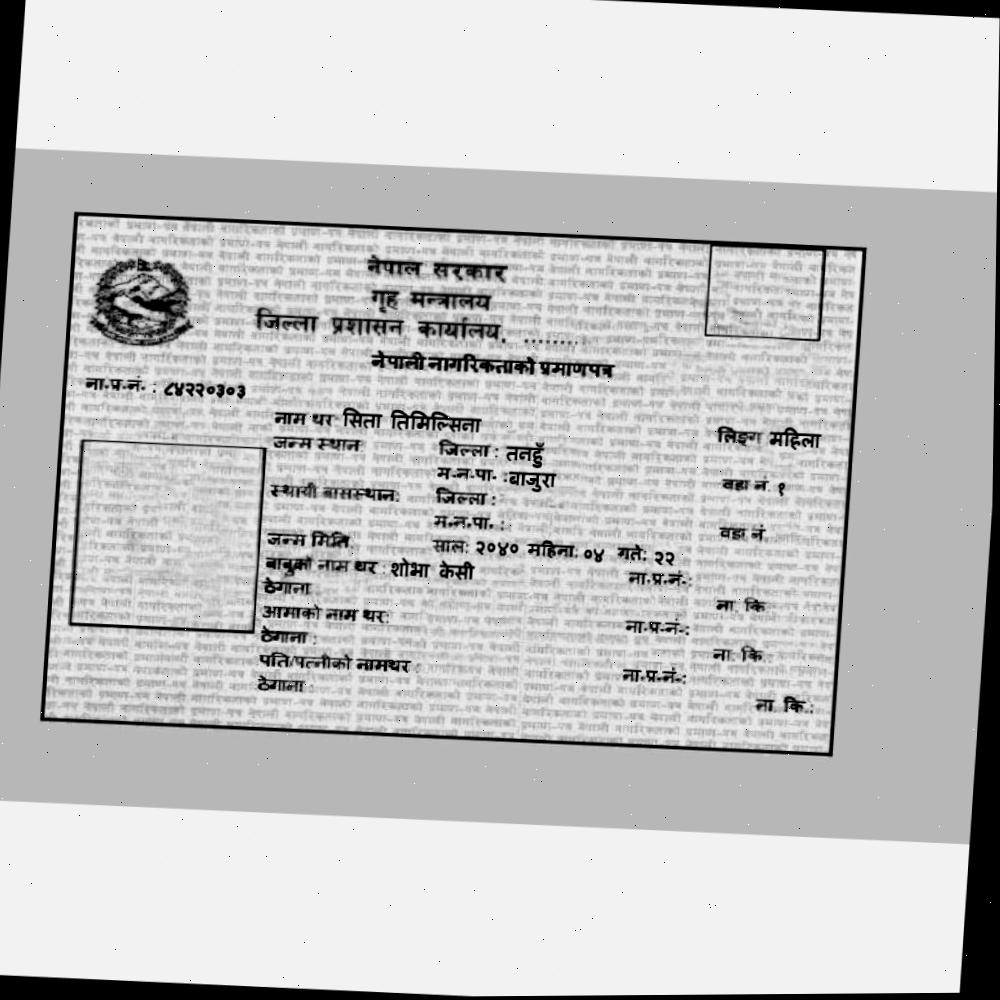 नेपाल सरकार
गृह मन्त्रालय
जिल्ला प्रशासन कार्यालय, ........
नेपाली नागरिकताको प्रमाणपत्र
ना.प्र.नं. : ८४२२०३०३
नाम थर सिता तिमिल्सिना लिङ्ग महिला
जन्म स्थान जिल्ला : तनहुँ
म.न.पा. :बाजुरा वडा नं. १
स्थायी बासस्थान: जिल्ला :
म.न.पा. : वडा नं.
जन्म मिति: साल: २०४० महिना: ०४ गते: २२
बाबुको नाम थर : शोभा केसी ना.प्र.नं.:
ठेगाना ना. कि
आमाको नाम थर: ना.प्र.नं.:
ठेगाना : ना. कि.
पति/पत्नीको नामथर : ना.प्र.नं.:
ठेगाना : ना. कि.: